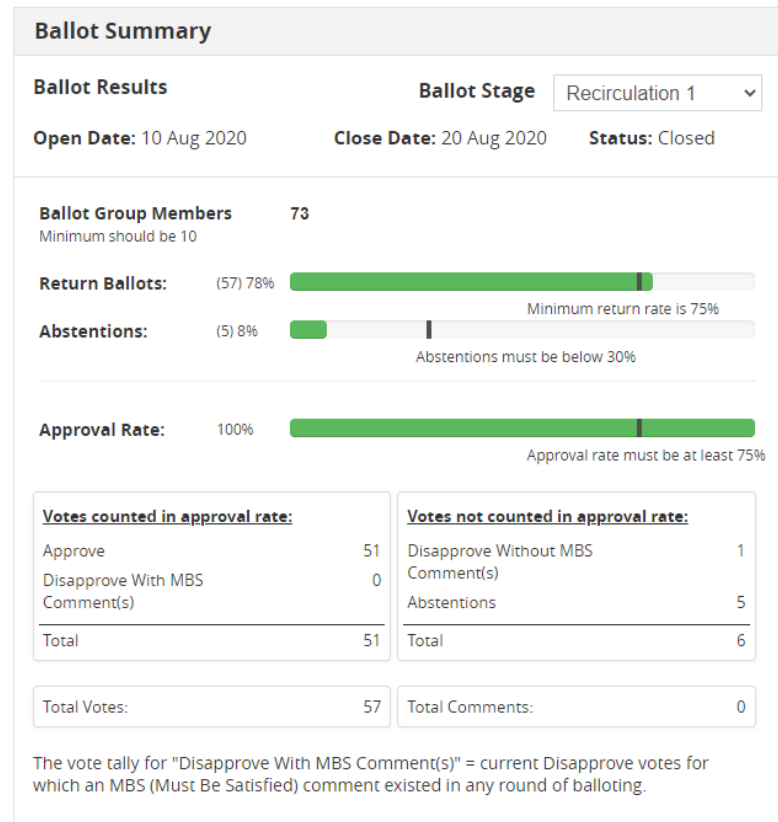 Ballot Summary
Ballot Results
Ballot Stage Recirculation 1
Open Date: 10 Aug 2020 Close Date: 20 Aug 2020 Status: Closed
Ballot Group Members 73
Minimum should be 10
Return Ballots: (57) 78%
Minimum return rate is 75%
Abstentions: (5) 8%
Abstentions must be below 30%
Approval Rate: 100%
Approval rate must be at least 75%
Votes counted in approval rate:
Approve 51
Disapprove With MBS 0
Comment(s)
Total 51
Votes not counted in approval rate:
Disapprove Without MBS 1
Comment(s)
Abstentions 5
Total 6
Total Votes: 57
Total Comments: 0
The vote tally for "Disapprove With MBS Comment(s)" = current Disapprove votes for
which an MBS (Must Be Satisfied) comment existed in any round of balloting.